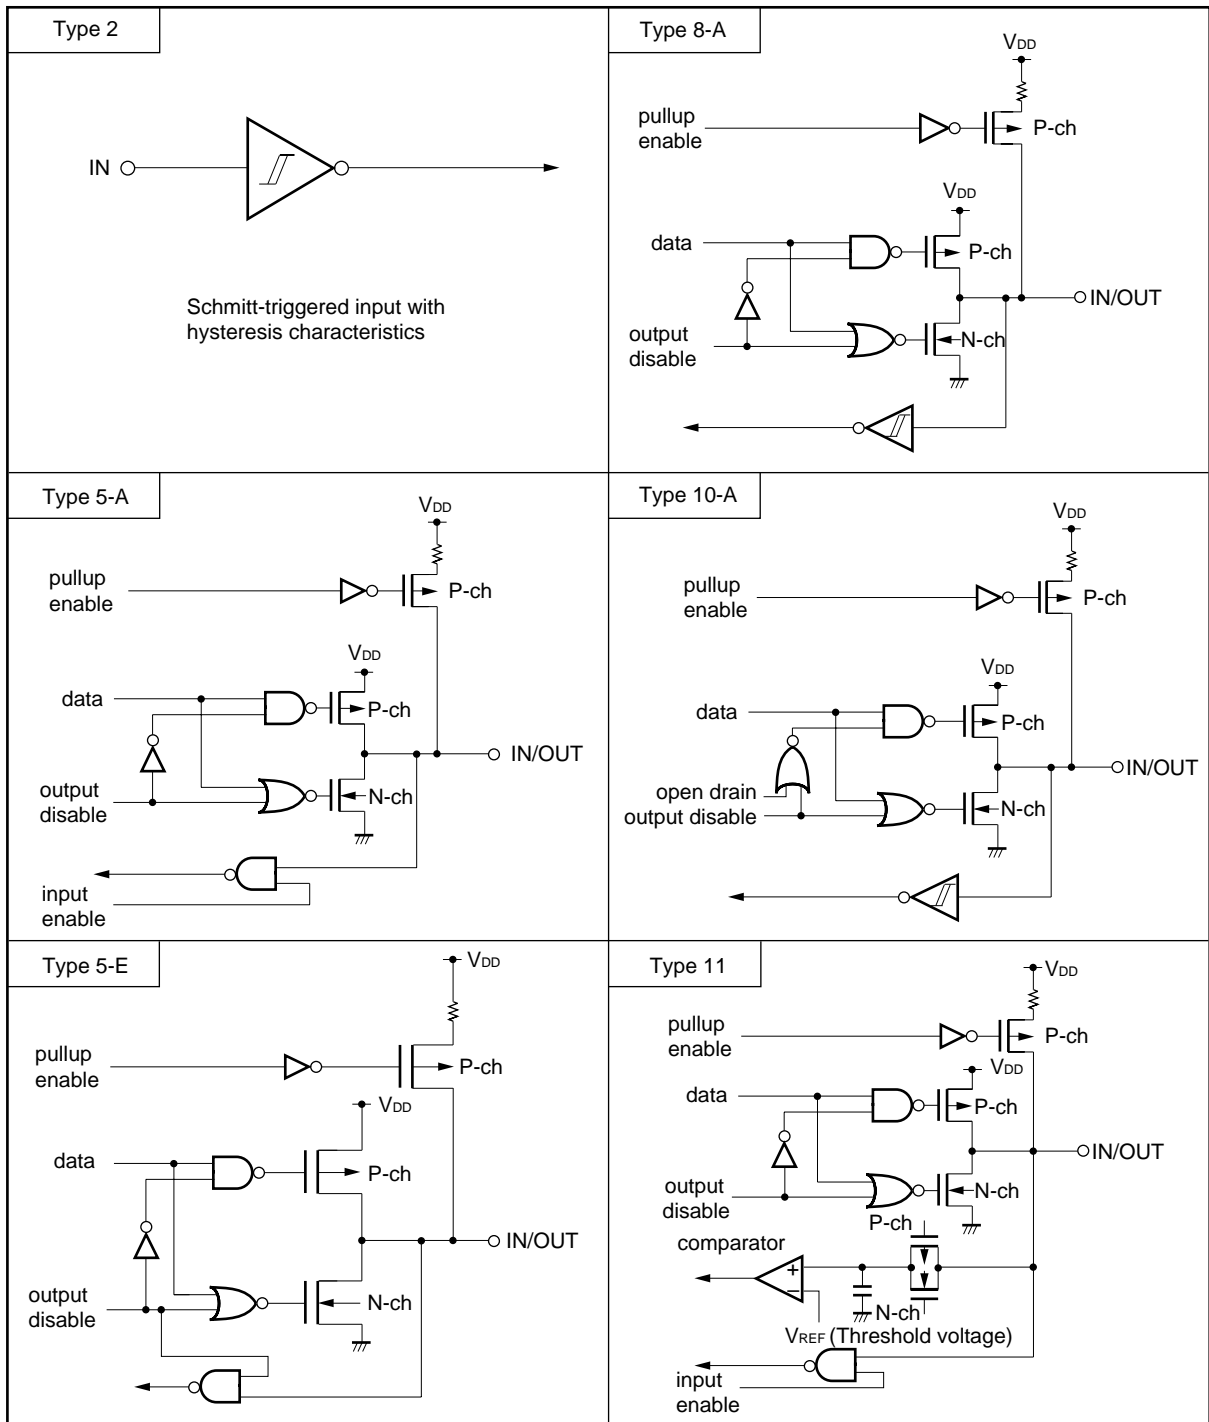 Type 2
IN
Schmitt-triggered input with
hysteresis characteristics
Type 8-A
VDD
pullup
enable
P-ch
VDD
data
P-ch
IN/OUT
output
disable
N-ch
Type 5-A
VDD
pullup
enable
P-ch
VDD
data
P-ch
IN/OUT
output
disable
N-ch
input
enable
Type 10-A
VDD
pullup
enable
P-ch
VDD
data
P-ch
IN/OUT
open drain
output disable
N-ch
Type 5-E
VDD
pullup
enable
P-ch
VDD
data
P-ch
IN/OUT
output
disable
N-ch
Type 11
VDD
pullup
enable
P-ch
VDD
data
P-ch
IN/OUT
output
disable
N-ch
P-ch
comparator
+
−
N-ch
VREF (Threshold voltage)
input
enable